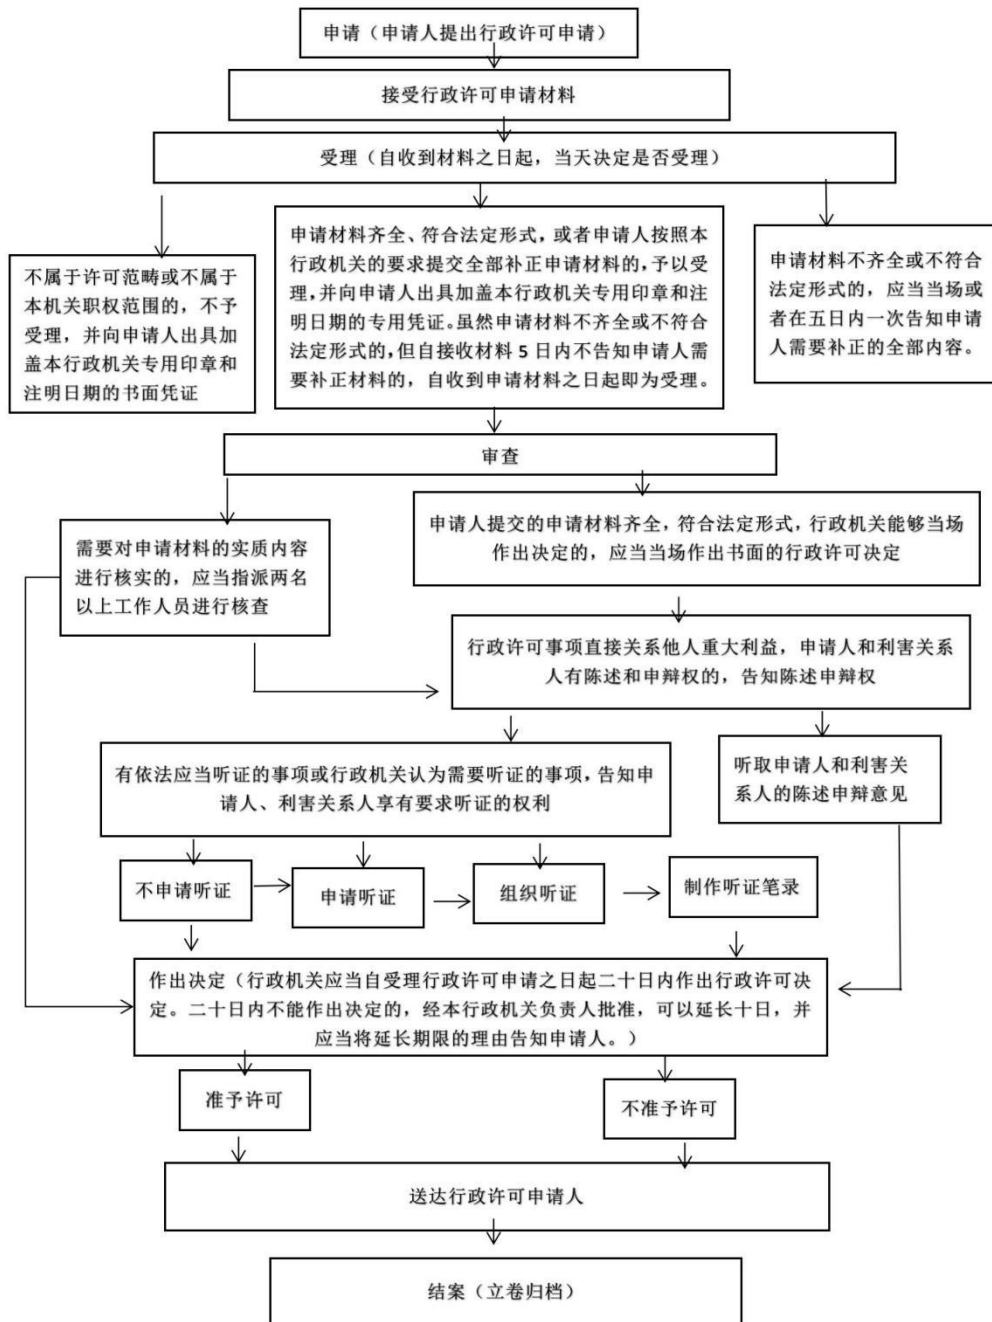 申请（申请人提出行政许可申请）
接受行政许可申请材料
受理（自收到材料之日起，当天决定是否受理）
不属于许可范畴或不属于
本机关职权范围的，不予
受理，并向申请人出具加
盖本行政机关专用印章和
注明日期的书面凭证
申请材料齐全、符合法定形式，或者申请人按照本
行政机关的要求提交全部补正申请材料的，予以受
理，并向申请人出具加盖本行政机关专用印章和注
明日期的专用凭证。虽然申请材料不齐全或不符合
法定形式的，但自接收材料 5 日内不告知申请人需
要补正材料的，自收到申请材料之日起即为受理。
申请材料不齐全或不符合
法定形式的，应当当场或
者在五日内一次告知申请
人需要补正的全部内容。
审查
需要对申请材料的实质内容
进行核实的，应当指派两名
以上工作人员进行核查
申请人提交的申请材料齐全，符合法定形式，行政机关能够当场
作出决定的，应当当场作出书面的行政许可决定
行政许可事项直接关系他人重大利益，申请人和利害关系
人有陈述和申辩权的，告知陈述申辩权
有依法应当听证的事项或行政机关认为需要听证的事项，告知申
请人、利害关系人享有要求听证的权利
听取申请人和利害关
系人的陈述申辩意见
不申请听证
申请听证
组织听证
制作听证笔录
作出决定（行政机关应当自受理行政许可申请之日起二十日内作出行政许可决
定。二十日内不能作出决定的，经本行政机关负责人批准，可以延长十日，并
应当将延长期限的理由告知申请人。）
准予许可
不准予许可
送达行政许可申请人
结案（立卷归档）